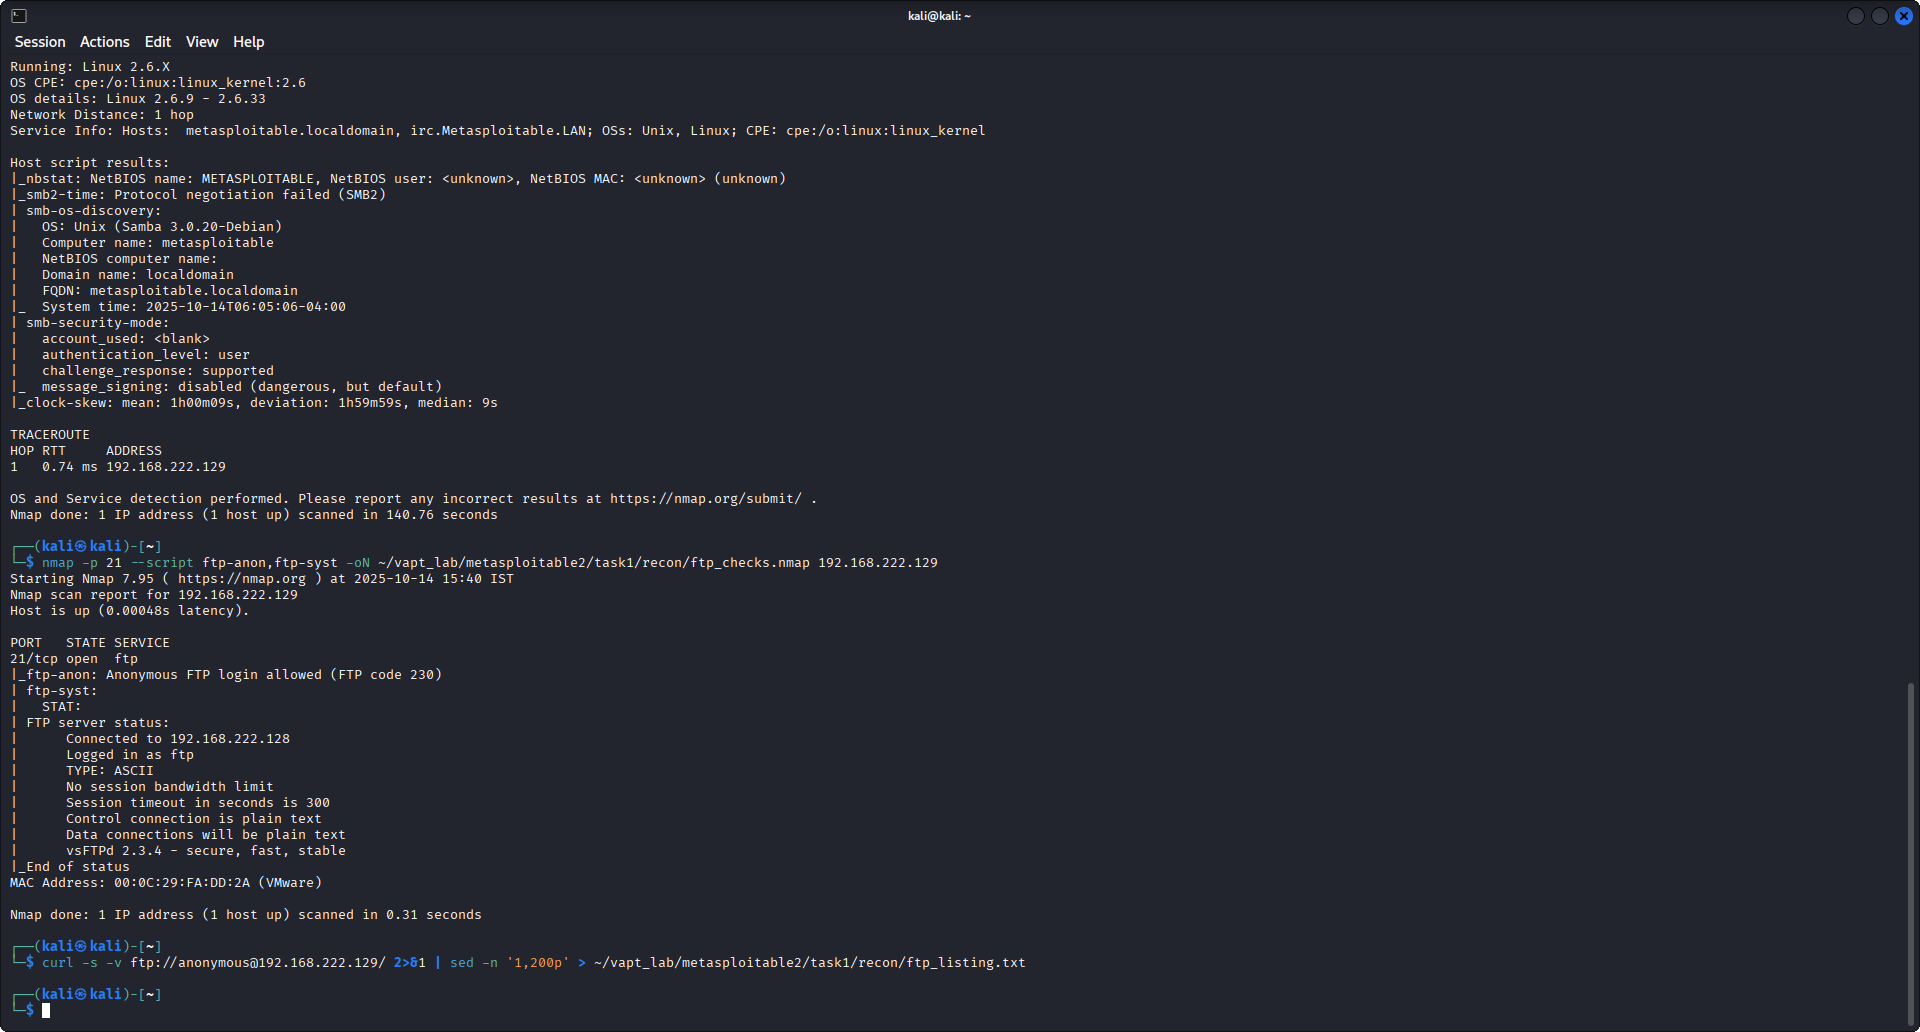 kali@kali: ~
Session Actions Edit View Help
Running: Linux 2.6.X
OS CPE: cpe:/o:linux:linux_kernel:2.6
OS details: Linux 2.6.9 - 2.6.33
Network Distance: 1 hop
Service Info: Hosts:  metasploitable.localdomain, irc.Metasploitable.LAN; OSs: Unix, Linux; CPE: cpe:/o:linux:linux_kernel

Host script results:
|_nbstat: NetBIOS name: METASPLOITABLE, NetBIOS user: <unknown>, NetBIOS MAC: <unknown> (unknown)
|_smb2-time: Protocol negotiation failed (SMB2)
| smb-os-discovery:
|   OS: Unix (Samba 3.0.20-Debian)
|   Computer name: metasploitable
|   NetBIOS computer name:
|   Domain name: localdomain
|   FQDN: metasploitable.localdomain
|_  System time: 2025-10-14T06:05:06-04:00
| smb-security-mode:
|   account_used: <blank>
|   authentication_level: user
|   challenge_response: supported
|_  message_signing: disabled (dangerous, but default)
|_clock-skew: mean: 1h00m09s, deviation: 1h59m59s, median: 9s

TRACEROUTE
HOP RTT     ADDRESS
1   0.74 ms 192.168.222.129

OS and Service detection performed. Please report any incorrect results at https://nmap.org/submit/ .
Nmap done: 1 IP address (1 host up) scanned in 140.76 seconds

┌──(kali㉿kali)-[~]
└─$ nmap -p 21 --script ftp-anon,ftp-syst -oN ~/vapt_lab/metasploitable2/task1/recon/ftp_checks.nmap 192.168.222.129
Starting Nmap 7.95 ( https://nmap.org ) at 2025-10-14 15:40 IST
Nmap scan report for 192.168.222.129
Host is up (0.00048s latency).

PORT   STATE SERVICE
21/tcp open  ftp
|_ftp-anon: Anonymous FTP login allowed (FTP code 230)
| ftp-syst:
|   STAT:
| FTP server status:
|      Connected to 192.168.222.128
|      Logged in as ftp
|      TYPE: ASCII
|      No session bandwidth limit
|      Session timeout in seconds is 300
|      Control connection is plain text
|      Data connections will be plain text
|      vsFTPd 2.3.4 - secure, fast, stable
|_End of status
MAC Address: 00:0C:29:FA:DD:2A (VMware)

Nmap done: 1 IP address (1 host up) scanned in 0.31 seconds

┌──(kali㉿kali)-[~]
└─$ curl -s -v ftp://anonymous@192.168.222.129/ 2>&1 | sed -n '1,200p' > ~/vapt_lab/metasploitable2/task1/recon/ftp_listing.txt

┌──(kali㉿kali)-[~]
└─$